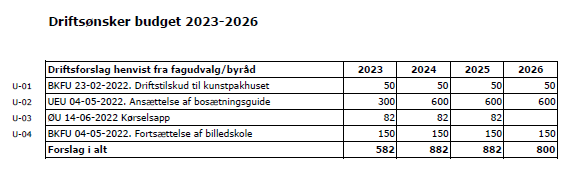 Driftsønsker budget 2023-2026
Driftsforslag henvist fra fagudvalg/byråd 2023 2024 2025 2026
U-01 BKFU 23-02-2022. Driftstilskud til kunstpakhuset 50 50 50 50
U-02 UEU 04-05-2022. Ansættelse af bosætningsguide 300 600 600 600
U-03 ØU 14-06-2022 Kørselsapp 82 82 82
U-04 BKFU 04-05-2022. Fortsættelse af billedskole 150 150 150 150
Forslag i alt 582 882 882 800